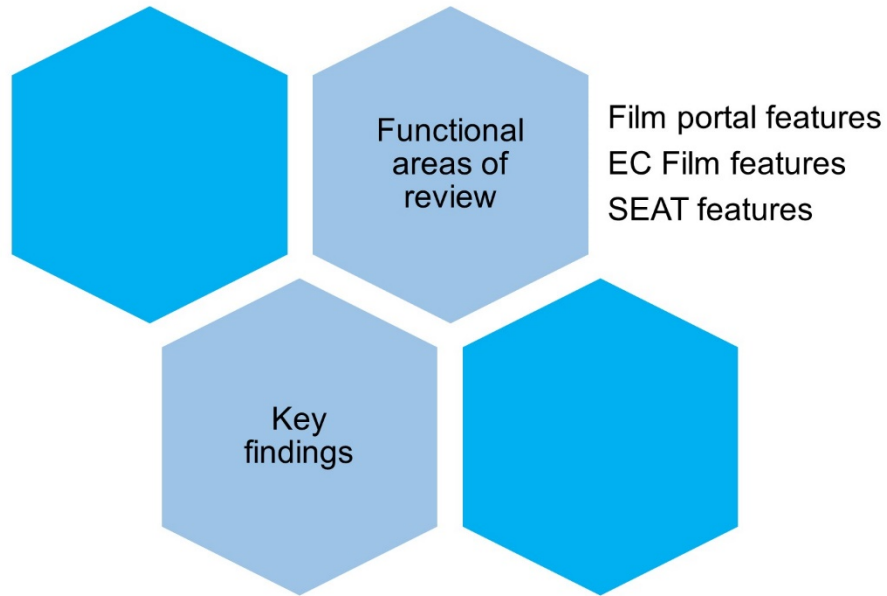 Functional
areas of
review
Film portal features
EC Film features
SEAT features
Key
findings